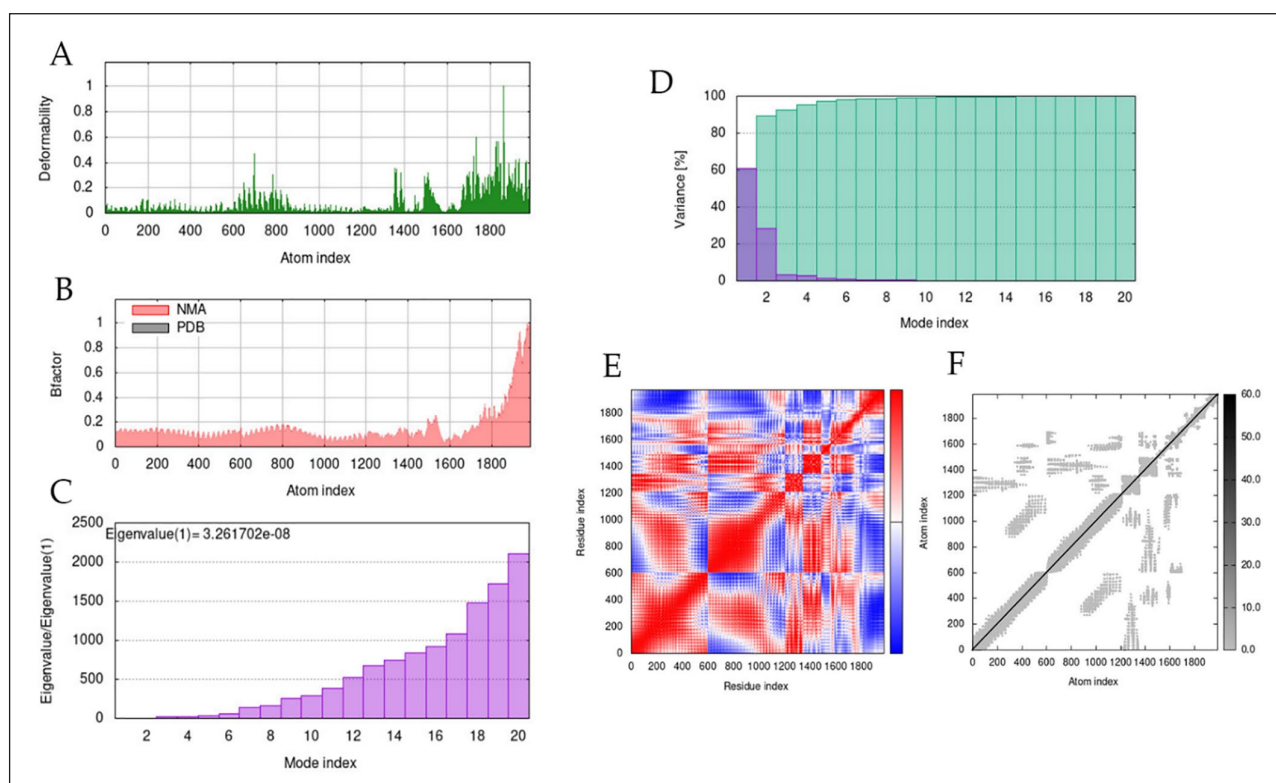 A
Deformability
1
0.8
0.6
0.4
0.2
0
0 200 400 600 800 1000 1200 1400 1600 1800
Atom index
B
NMA
PDB
Bfactor
1
0.8
0.6
0.4
0.2
0
0 200 400 600 800 1000 1200 1400 1600 1800
Atom index
C
Eigenvalue(1)= 3.261702e-08
Eigenvalue/Eigenvalue(1)
2500
2000
1500
1000
500
0
2 4 6 8 10 12 14 16 18 20
Mode index
D
Variance [%]
100
80
60
40
20
0
2 4 6 8 10 12 14 16 18 20
Mode index
E
Residue index
1800
1600
1400
1200
1000
800
600
400
200
0
0 200 400 600 800 1000 1200 1400 1600 1800
Residue index
F
Atom index
1800
1600
1400
1200
1000
800
600
400
200
0
0 200 400 600 800 1000 1200 1400 1600 1800
Atom index
60.0
50.0
40.0
30.0
20.0
10.0
0.0